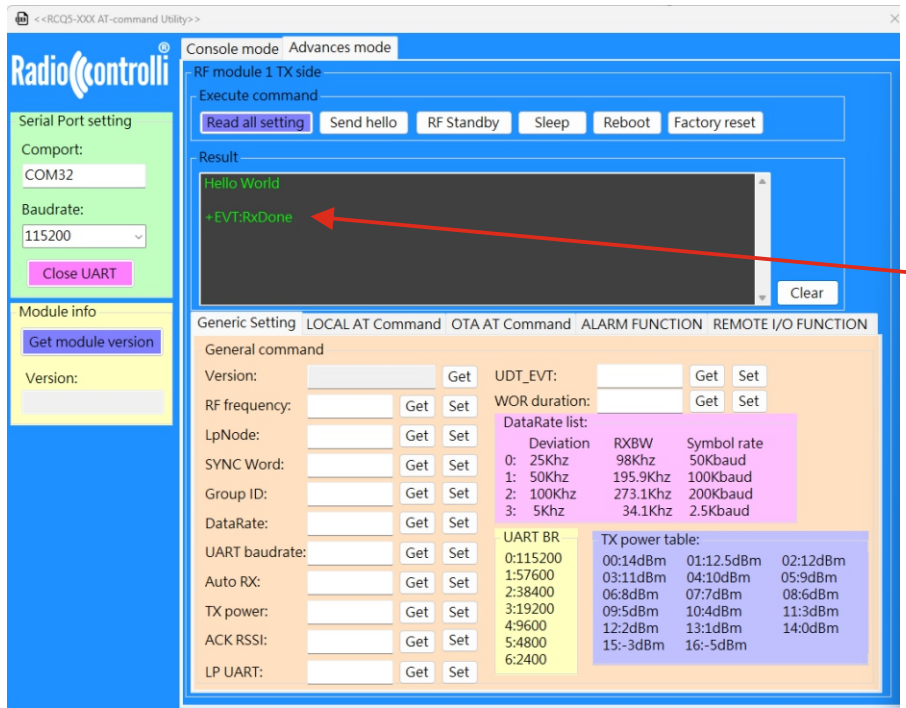 <<RCQ5-XXX AT-command Utility>>
Radiocontrolli®
Serial Port setting
Comport:
COM32
Baudrate:
115200
Close UART
Module info
Get module version
Version:
Console mode Advances mode
RF module 1 TX side
Execute command
Read all setting Send hello RF Standby Sleep Reboot Factory reset
Result
Hello World
+EVT:RxDone
Clear
Generic Setting LOCAL AT Command OTA AT Command ALARM FUNCTION REMOTE I/O FUNCTION
General command
Version: Get
RF frequency: Get Set
LpNode: Get Set
SYNC Word: Get Set
Group ID: Get Set
DataRate: Get Set
UART baudrate: Get Set
Auto RX: Get Set
TX power: Get Set
ACK RSSI: Get Set
LP UART: Get Set
UDT_EVT: Get Set
WOR duration: Get Set
DataRate list:
Deviation RXBW Symbol rate
0: 25Khz 98Khz 50Kbaud
1: 50Khz 195.9Khz 100Kbaud
2: 100Khz 273.1Khz 200Kbaud
3: 5Khz 34.1Khz 2.5Kbaud
UART BR
0:115200
1:57600
2:38400
3:19200
4:9600
5:4800
6:2400
TX power table:
00:14dBm 01:12.5dBm 02:12dBm
03:11dBm 04:10dBm 05:9dBm
06:8dBm 07:7dBm 08:6dBm
09:5dBm 10:4dBm 11:3dBm
12:2dBm 13:1dBm 14:0dBm
15:-3dBm 16:-5dBm